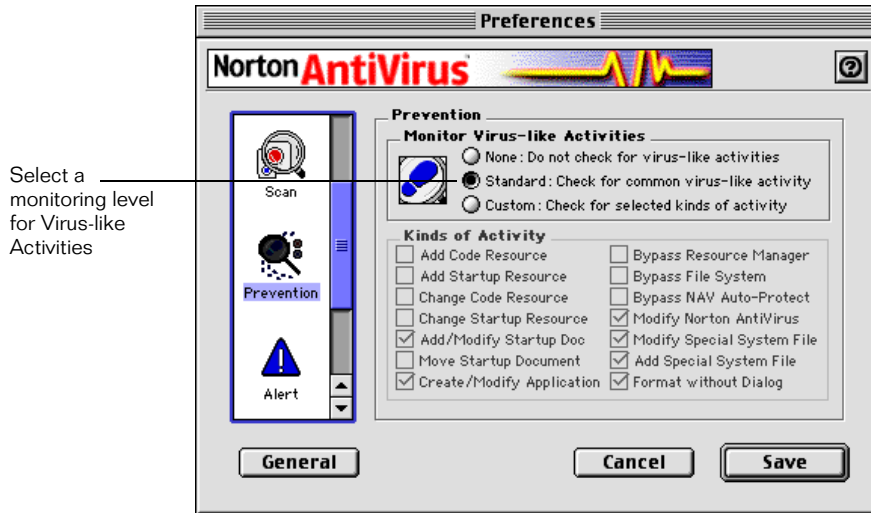 Preferences
Norton AntiVirus
Select a
monitoring level
for Virus-like
Activities
Scan
Prevention
Alert
Prevention
Monitor Virus-like Activities
None: Do not check for virus-like activities
Standard: Check for common virus-like activity
Custom: Check for selected kinds of activity
Kinds of Activity
Add Code Resource
Add Startup Resource
Change Code Resource
Change Startup Resource
Add/Modify Startup Doc
Move Startup Document
Create/Modify Application
Bypass Resource Manager
Bypass File System
Bypass NAV Auto-Protect
Modify Norton AntiVirus
Modify Special System File
Add Special System File
Format without Dialog
General
Cancel
Save